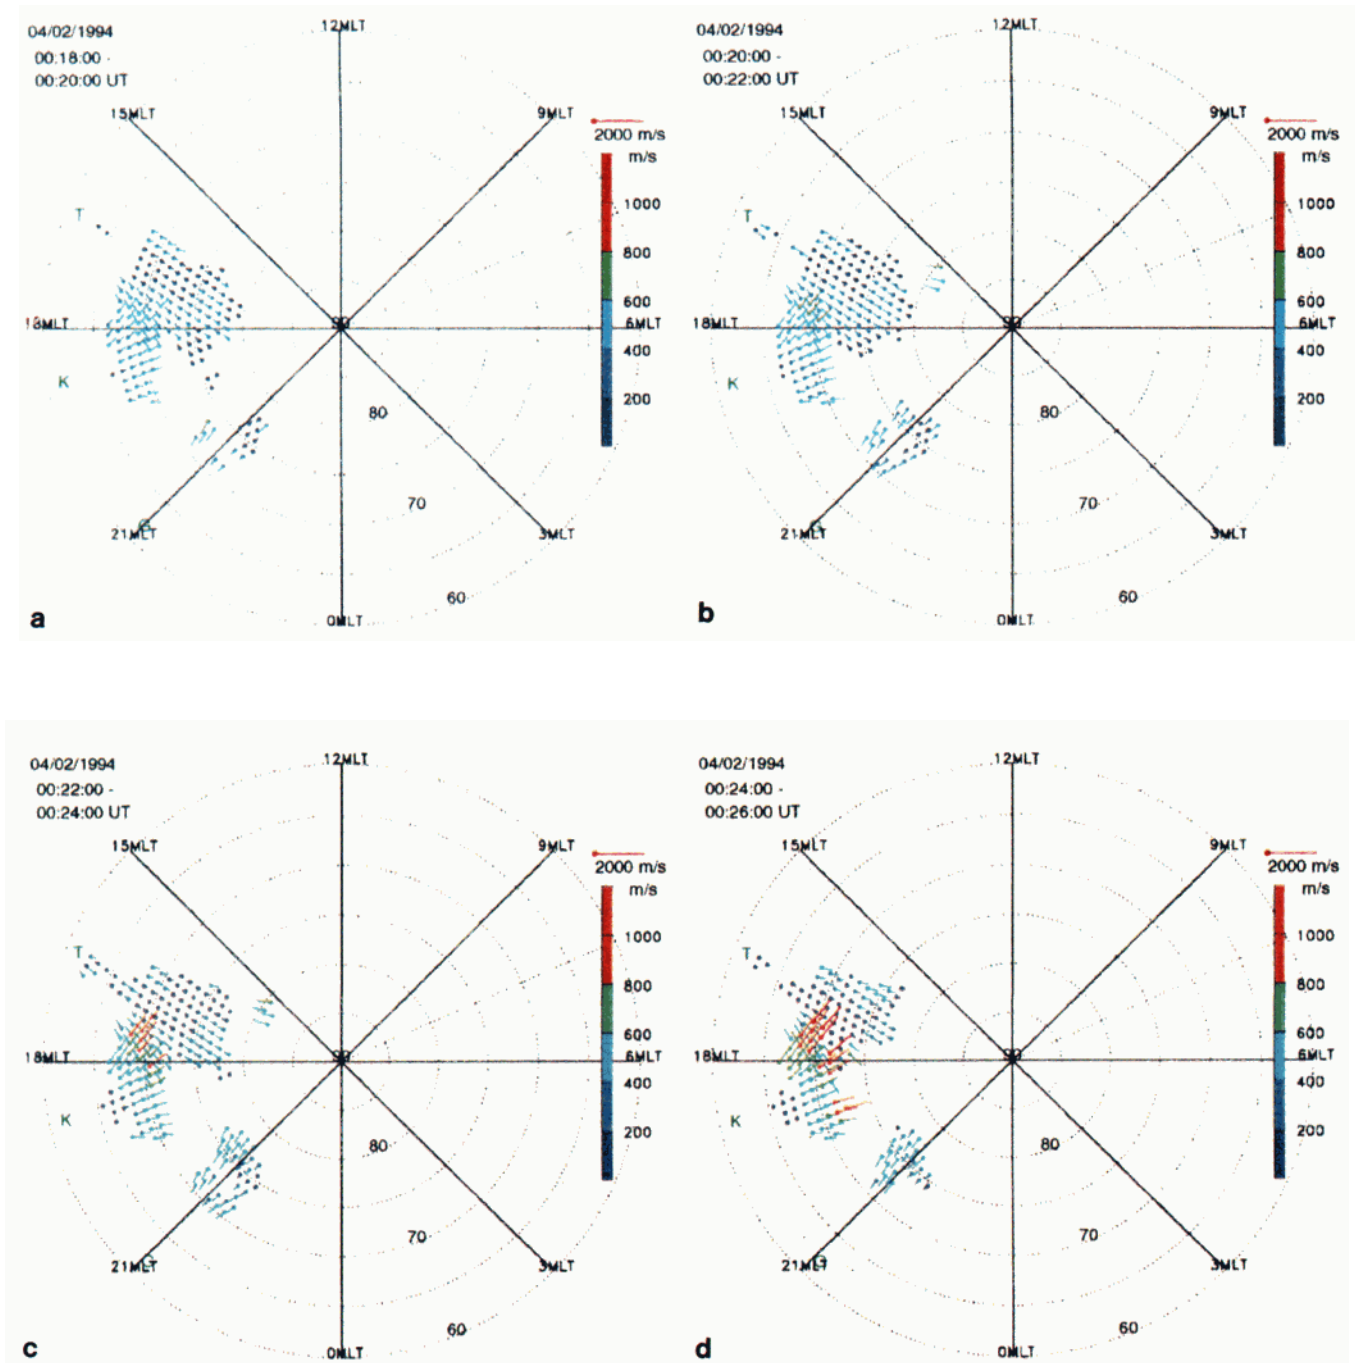 04/02/1994
00:18:00 -
00:20:00 UT
12MLT
15MLT
9MLT
2000 m/s
m/s
1000
800
600
400
200
T
18MLT
6MLT
K
80
70
60
21MLT
3MLT
0MLT
a
04/02/1994
00:20:00 -
00:22:00 UT
12MLT
15MLT
9MLT
2000 m/s
m/s
1000
800
600
400
200
T
18MLT
6MLT
K
80
70
60
21MLT
3MLT
0MLT
b
04/02/1994
00:22:00 -
00:24:00 UT
12MLT
15MLT
9MLT
2000 m/s
m/s
1000
800
600
400
200
T
18MLT
6MLT
K
80
70
60
21MLT
3MLT
0MLT
c
04/02/1994
00:24:00 -
00:26:00 UT
12MLT
15MLT
9MLT
2000 m/s
m/s
1000
800
600
400
200
T
18MLT
6MLT
K
80
70
60
21MLT
3MLT
0MLT
d